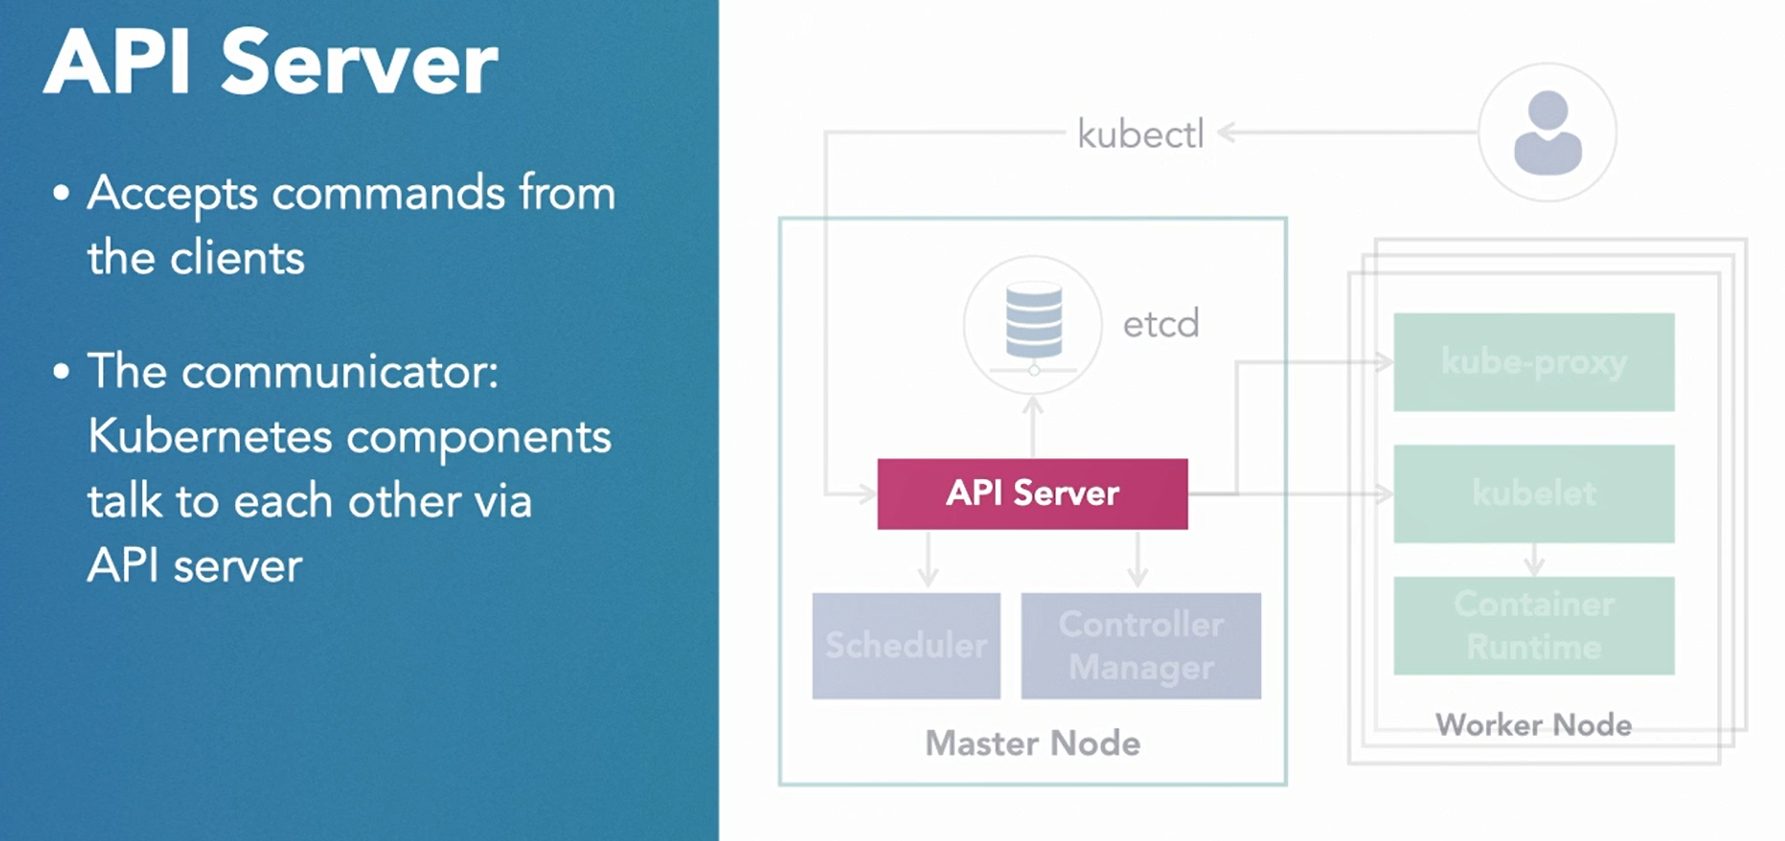 API Server
• Accepts commands from
the clients
• The communicator:
Kubernetes components
talk to each other via
API server
kubectl
etcd
API Server
Scheduler
Controller
Manager
Master Node
kube-proxy
kubelet
Container
Runtime
Worker Node